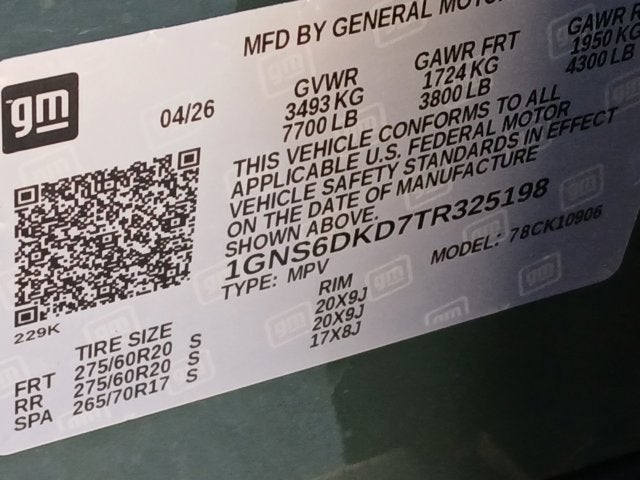 MFD BY GENERAL MOTOR
gm
04/26
GVWR
3493 KG
7700 LB
GAWR FRT
1724 KG
3800 LB
GAWR
1950 KG
4300 LB
THIS VEHICLE CONFORMS TO ALL
APPLICABLE U.S. FEDERAL MOTOR
VEHICLE SAFETY STANDARDS IN EFFECT
ON THE DATE OF MANUFACTURE
SHOWN ABOVE.
1GNS6DKD7TR325198
TYPE: MPV
MODEL: 78CK10906
229K
TIRE SIZE RIM
FRT 275/60R20 S 20X9J
RR 275/60R20 S 20X9J
SPA 265/70R17 S 17X8J